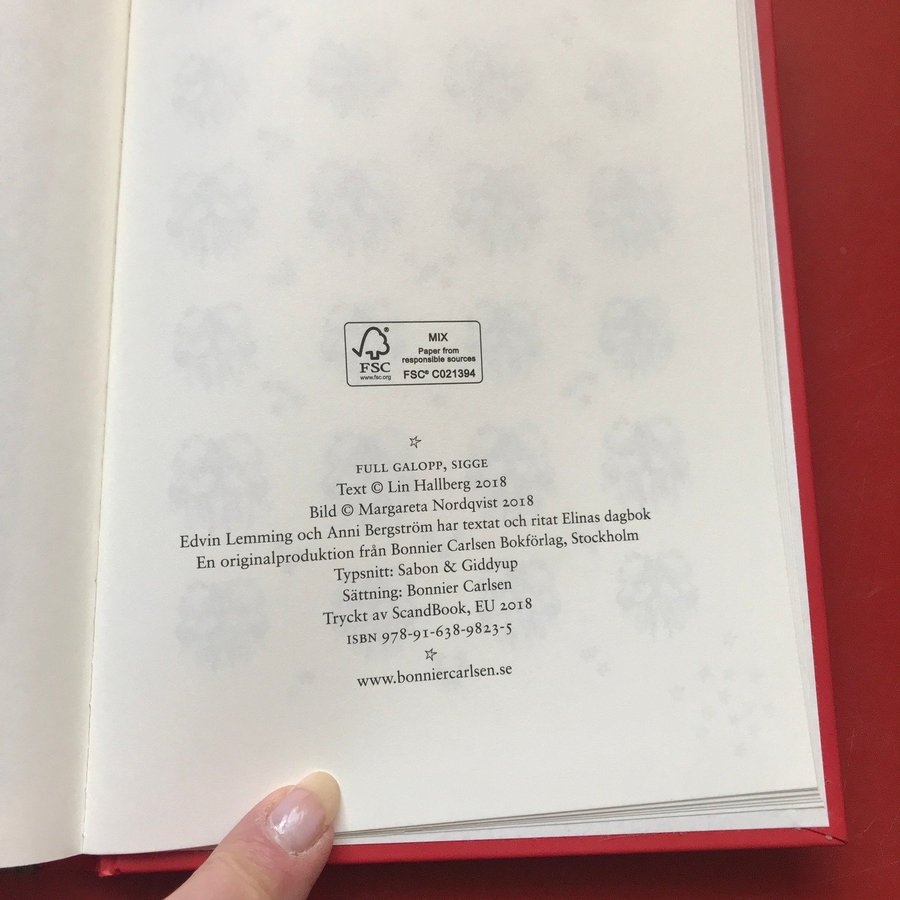 FSC
www.fsc.org
MIX
Paper from
responsible sources
FSC® C021394
FULL GALOPP, SIGGE
Text © Lin Hallberg 2018
Bild © Margareta Nordqvist 2018
Edvin Lemming och Anni Bergström har textat och ritat Elinas dagbok
En originalproduktion från Bonnier Carlsen Bokförlag, Stockholm
Typsnitt: Sabon & Giddyup
Sättning: Bonnier Carlsen
Tryckt av ScandBook, EU 2018
ISBN 978-91-638-9823-5
www.bonniercarlsen.se